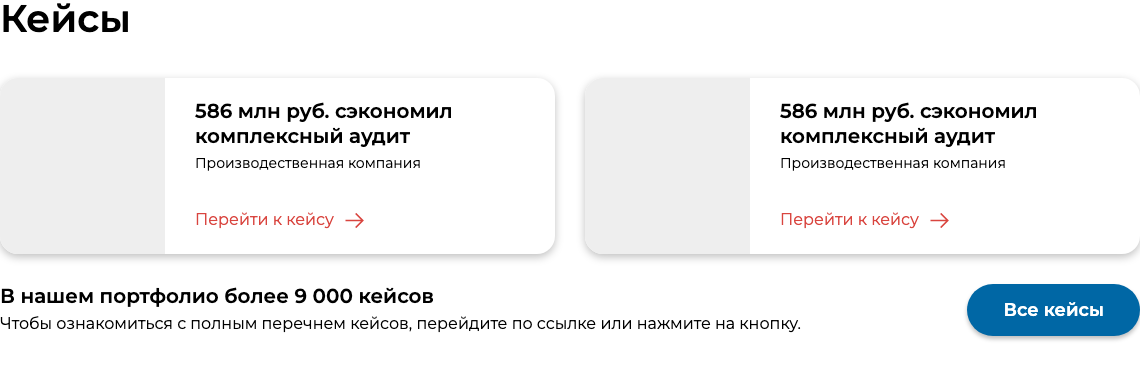 Кейсы
586 млн руб. сэкономил
комплексный аудит
Производественная компания
Перейти к кейсу
586 млн руб. сэкономил
комплексный аудит
Производественная компания
Перейти к кейсу
В нашем портфолио более 9 000 кейсов
Чтобы ознакомиться с полным перечнем кейсов, перейдите по ссылке или нажмите на кнопку.
Все кейсы